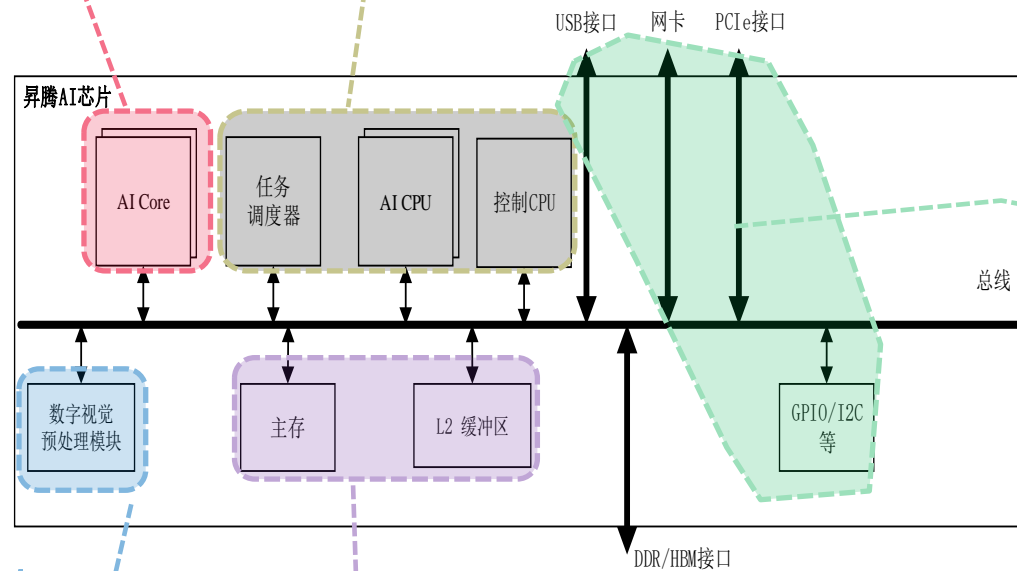 USB接口
网卡
PCIe接口
昇腾AI芯片
AI Core
任务
调度器
AI CPU
控制CPU
总线
数字视觉
预处理模块
主存
L2 缓冲区
GPIO/I2C
等
DDR/HBM接口